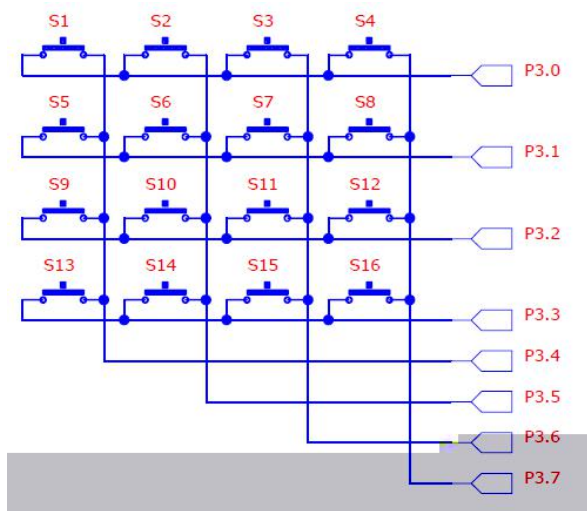 S1 S2 S3 S4
P3.0
S5 S6 S7 S8
P3.1
S9 S10 S11 S12
P3.2
S13 S14 S15 S16
P3.3
P3.4
P3.5
P3.6
P3.7